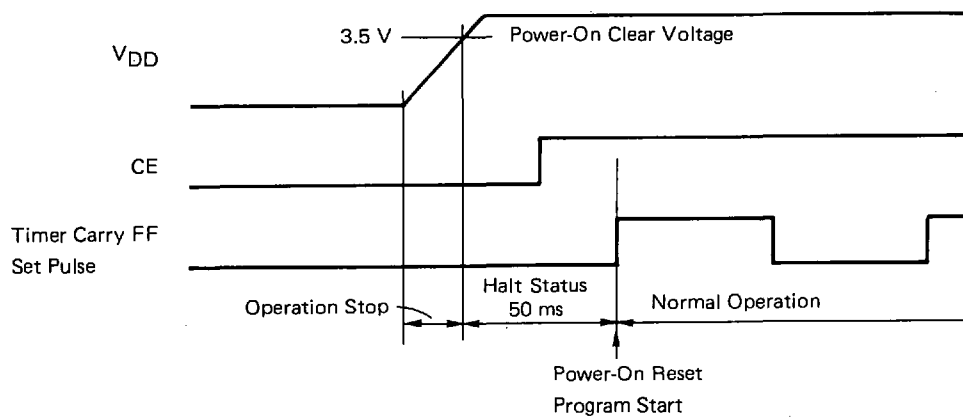 3.5 V
Power-On Clear Voltage
VDD
CE
Timer Carry FF
Set Pulse
Halt Status
50 ms
Operation Stop
Normal Operation
Power-On Reset
Program Start